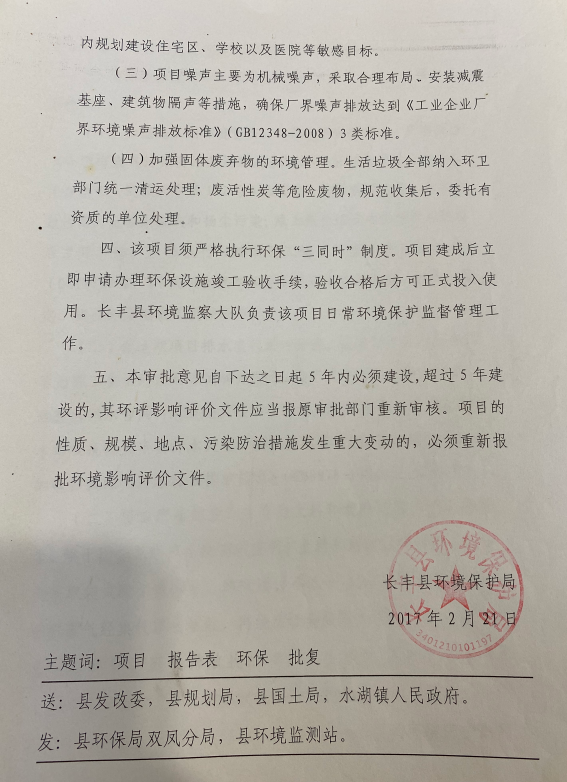 内规划建设住宅区、学校以及医院等敏感目标。
（三）项目噪声主要为机械噪声，采取合理布局、安装减震
基座、建筑物隔声等措施，确保厂界噪声排放达到《工业企业厂
界环境噪声排放标准》（GB12348-2008）3类标准。
（四）加强固体废弃物的环境管理。生活垃圾全部纳入环卫
部门统一清运处理；废活性炭等危险废物，规范收集后，委托有
资质的单位处理。
四、该项目须严格执行环保“三同时”制度。项目建成后立
即申请办理环保设施竣工验收手续，验收合格后方可正式投入使
用。长丰县环境监察大队负责该项目日常环境保护监督管理工
作。
五、本审批意见自下达之日起5年内必须建设，超过5年建
设的，其环评影响评价文件应当报原审批部门重新审核。项目的
性质、规模、地点、污染防治措施发生重大变动的，必须重新报
批环境影响评价文件。
长丰县环境保护局
长丰县环境保护局
2017年2月21日
3401210101197
主题词：项目 报告表 环保 批复
送：县发改委，县规划局，县国土局，水湖镇人民政府。
发：县环保局双凤分局，县环境监测站。